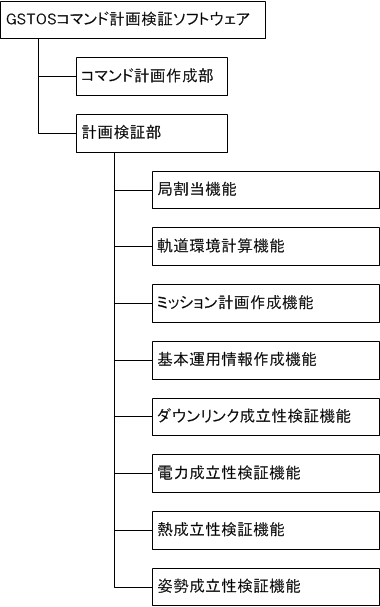 GSTOSコマンド計画検証ソフトウェア
コマンド計画作成部
計画検証部
局割当機能
軌道環境計算機能
ミッション計画作成機能
基本運用情報作成機能
ダウンリンク成立性検証機能
電力成立性検証機能
熱成立性検証機能
姿勢成立性検証機能